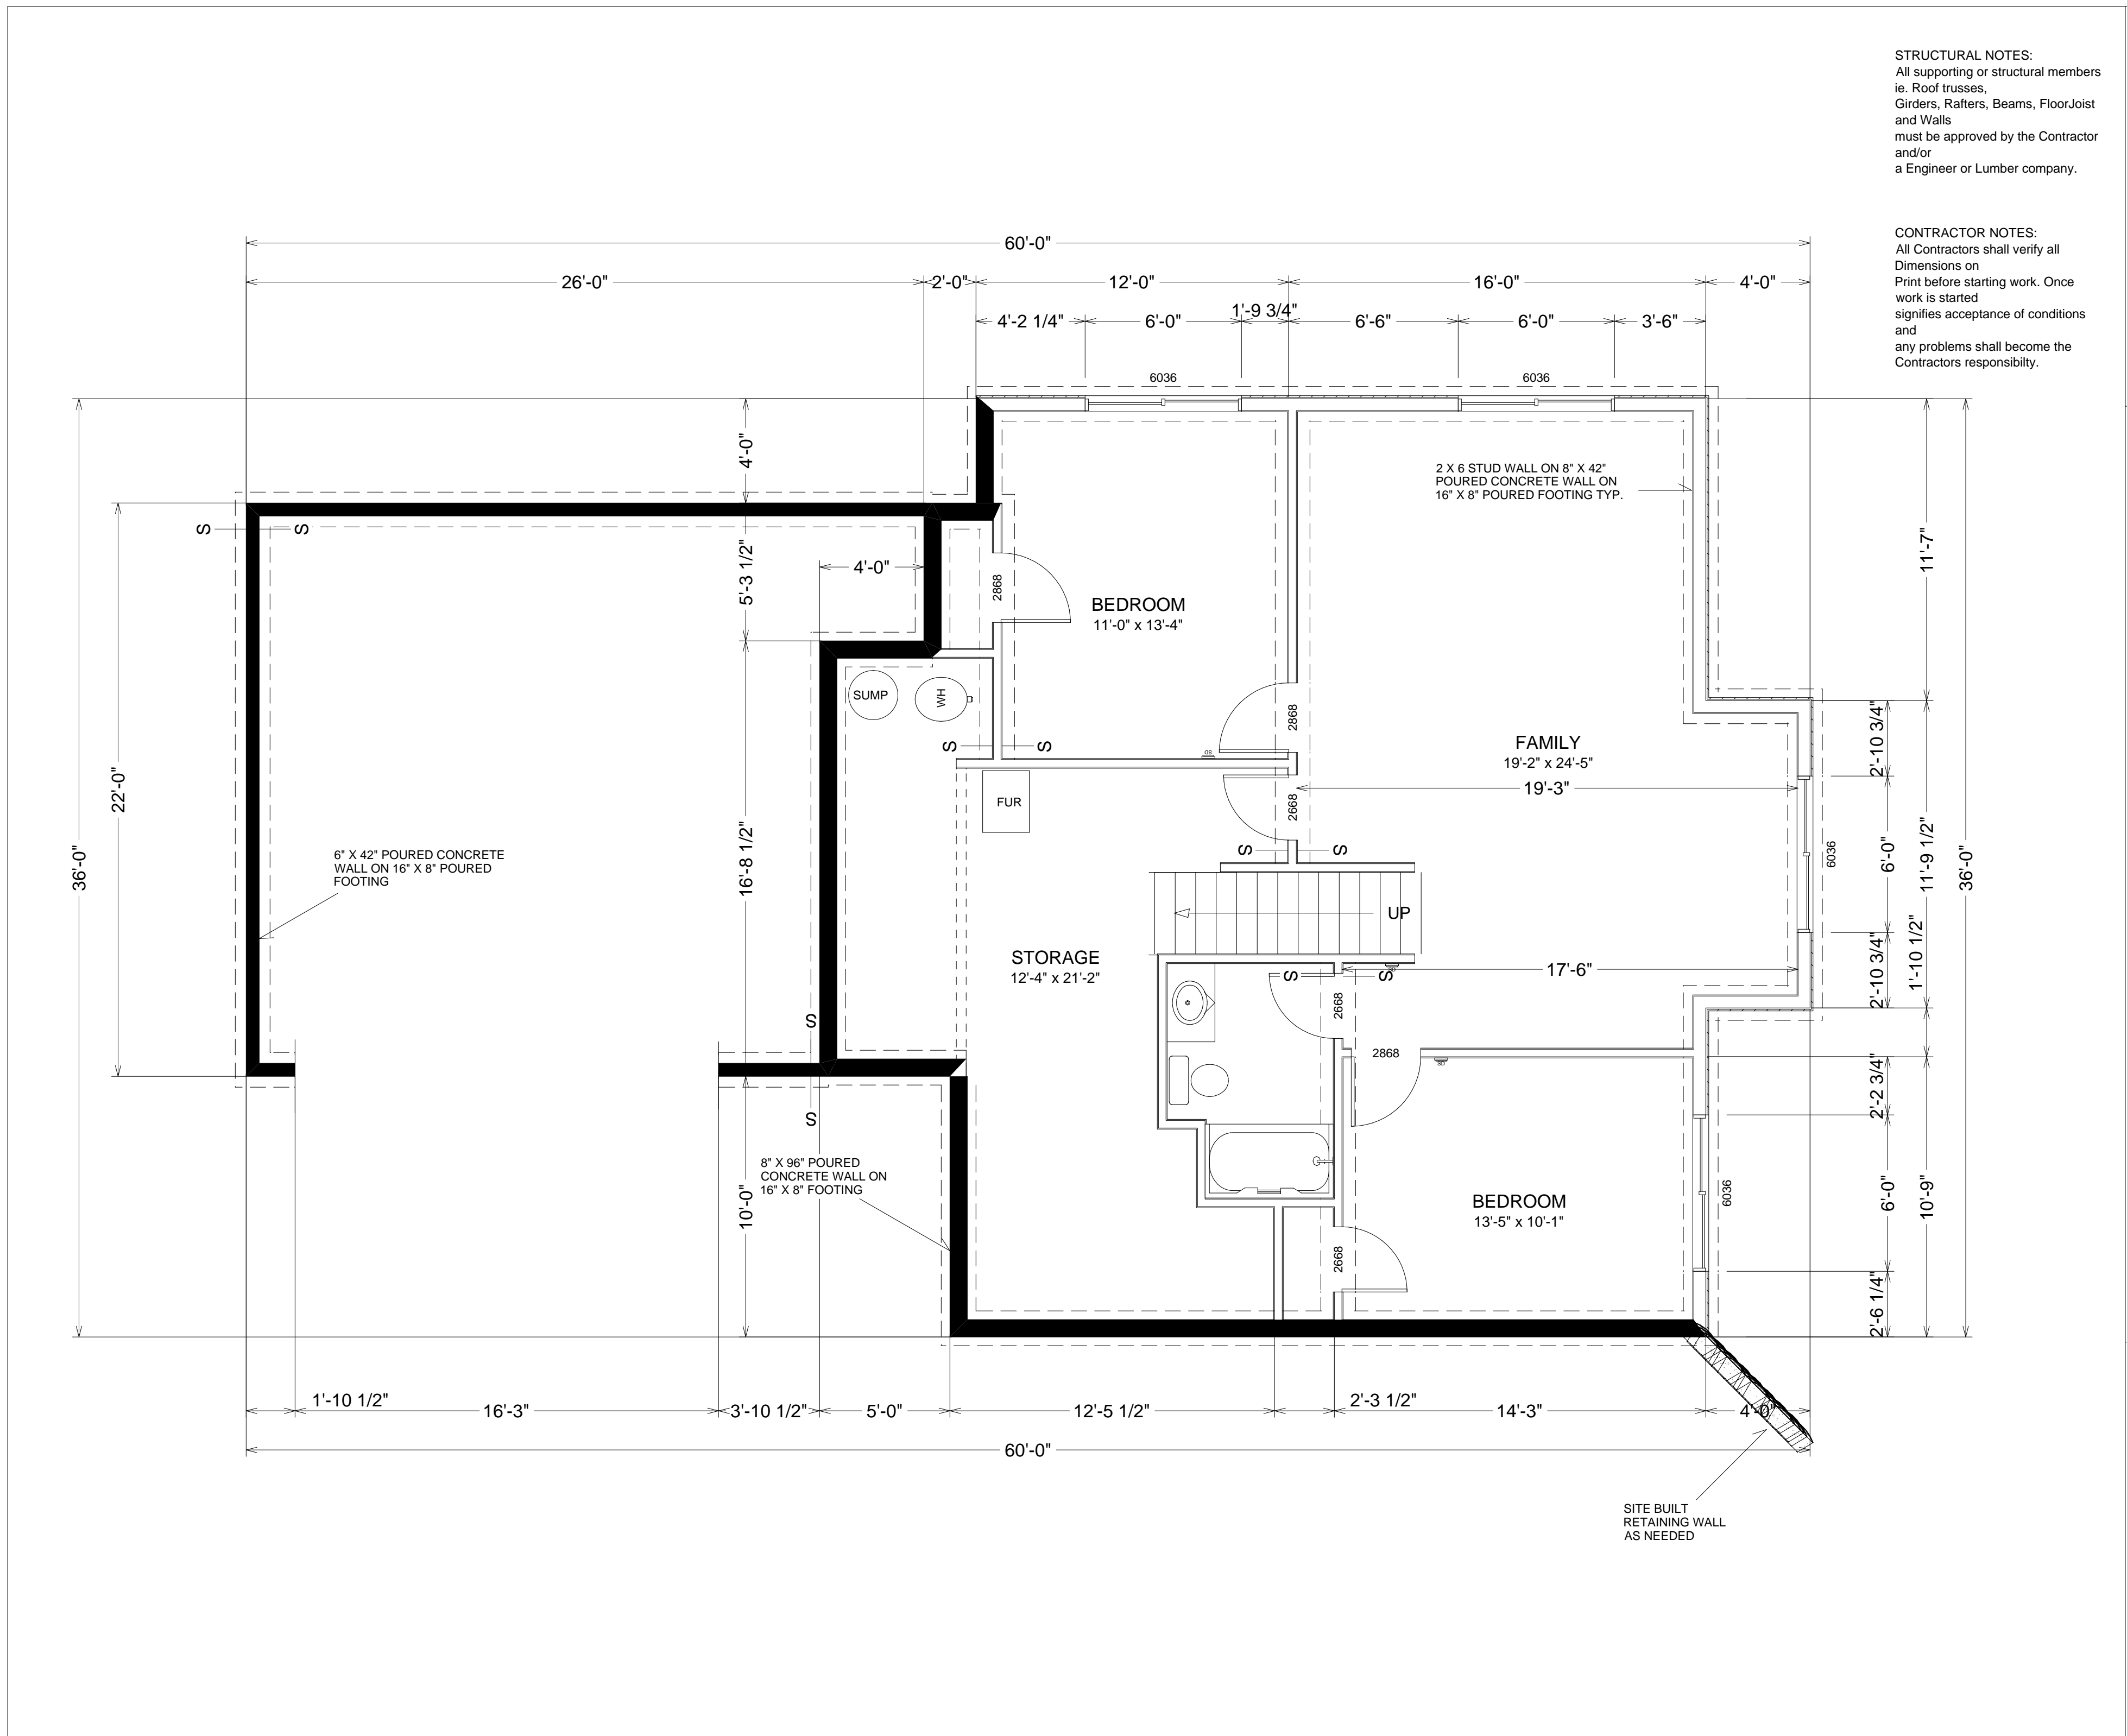 STRUCTURAL NOTES:
All supporting or structural members
ie. Roof trusses,
Girders, Rafters, Beams, FloorJoist
and Walls
must be approved by the Contractor
and/or
a Engineer or Lumber company.
CONTRACTOR NOTES:
All Contractors shall verify all
Dimensions on
Print before starting work. Once
work is started
signifies acceptance of conditions
and
any problems shall become the
Contractors responsibilty.
60'-0"
26'-0"
2'-0"
12'-0"
16'-0"
4'-0"
4'-2 1/4"
6'-0"
1'-9 3/4"
6'-6"
6'-0"
3'-6"
6036
6036
4'-0"
2 X 6 STUD WALL ON 8" X 42"
POURED CONCRETE WALL ON
16" X 8" POURED FOOTING TYP.
S
S
5'-3 1/2"
4'-0"
2868
11'-7"
BEDROOM
11'-0" x 13'-4"
SUMP
WH
2868
S
S
SD
FAMILY
19'-2" x 24'-5"
19'-3"
2'-10 3/4"
22'-0"
36'-0"
16'-8 1/2"
FUR
2668
S
S
6036
6'-0"
11'-9 1/2"
36'-0"
6" X 42" POURED CONCRETE
WALL ON 16" X 8" POURED
FOOTING
UP
STORAGE
12'-4" x 21'-2"
S
S
SD
17'-6"
2'-10 3/4"
1'-10 1/2"
2668
S
S
2868
SD
2'-2 3/4"
8" X 96" POURED
CONCRETE WALL ON
16" X 8" FOOTING
10'-0"
BEDROOM
13'-5" x 10'-1"
2668
6036
6'-0"
10'-9"
2'-6 1/4"
1'-10 1/2"
16'-3"
3'-10 1/2"
5'-0"
12'-5 1/2"
2'-3 1/2"
14'-3"
4'-0"
60'-0"
SITE BUILT
RETAINING WALL
AS NEEDED